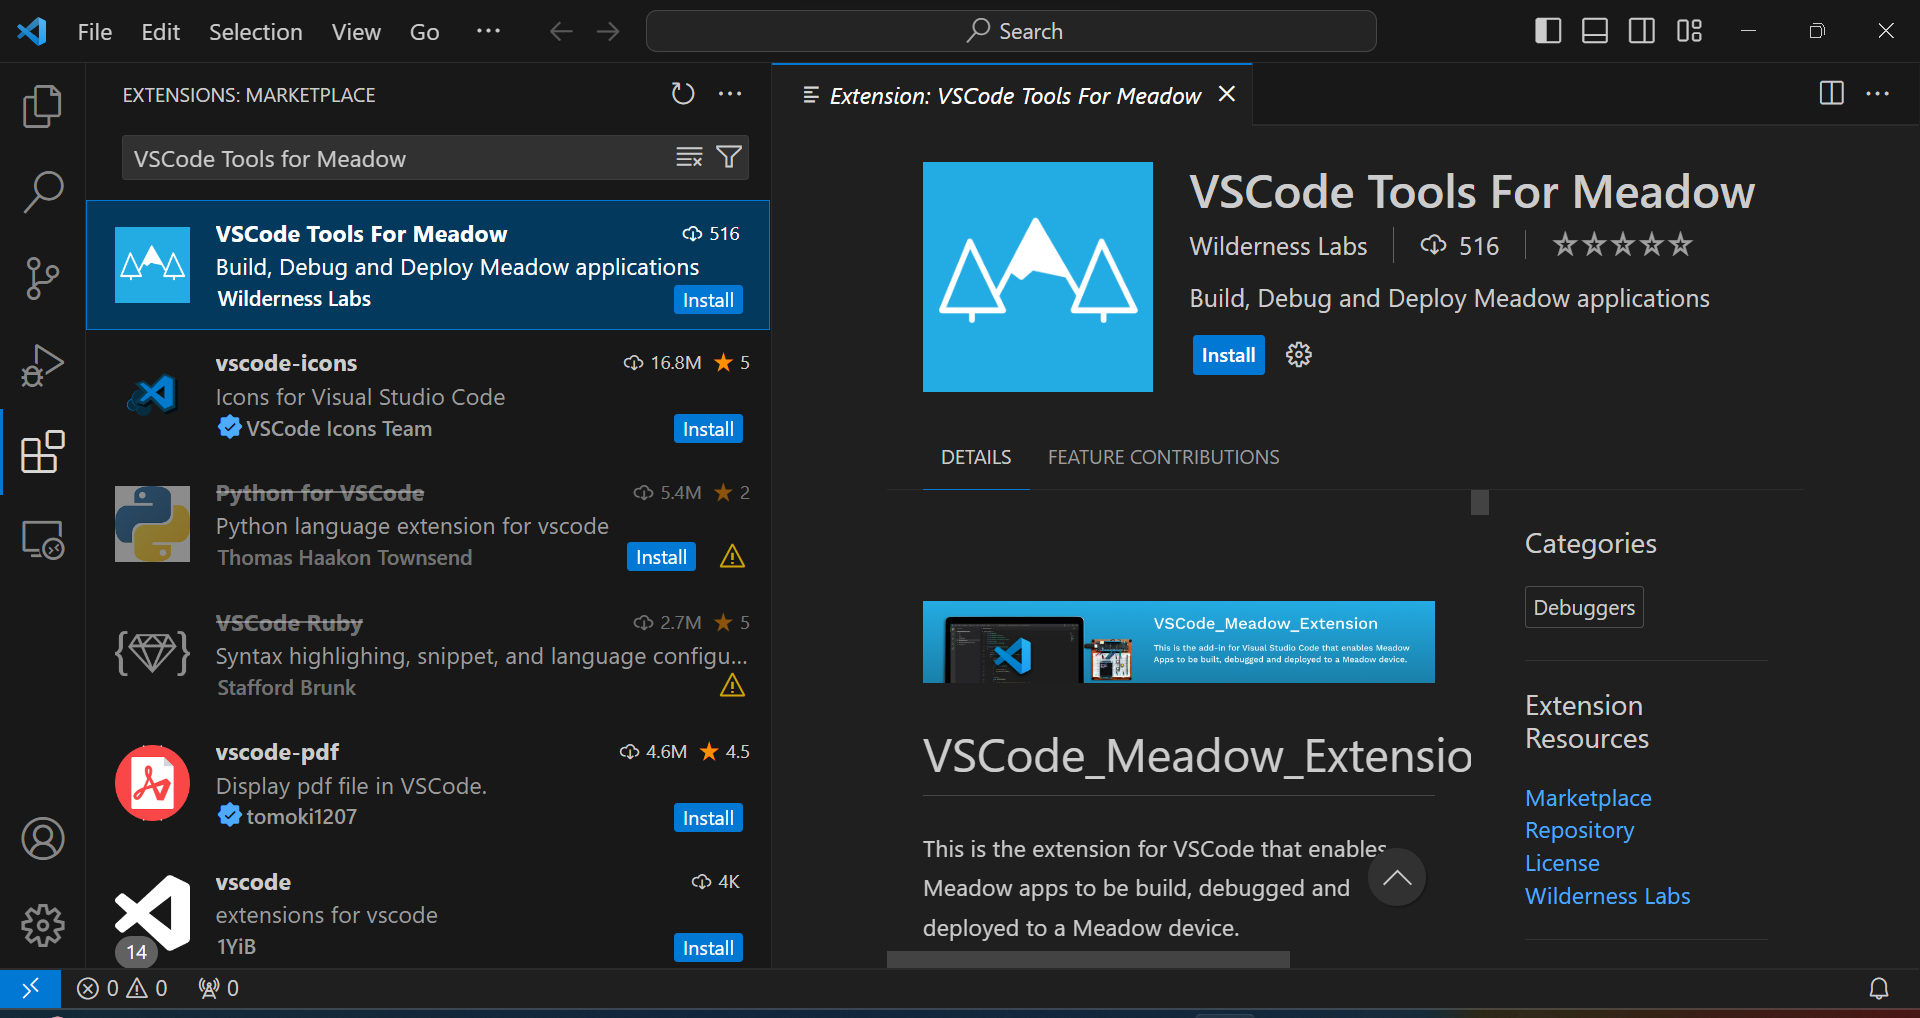 File Edit Selection View Go ···
Search
EXTENSIONS: MARKETPLACE
VSCode Tools for Meadow
VSCode Tools For Meadow 516
Build, Debug and Deploy Meadow applications
Wilderness Labs Install
vscode-icons 16.8M 5
Icons for Visual Studio Code
VSCode Icons Team Install
Python for VSCode 5.4M 2
Python language extension for vscode
Thomas Haakon Townsend Install
VSCode Ruby 2.7M 5
Syntax highlighing, snippet, and language configu...
Stafford Brunk
vscode-pdf 4.6M 4.5
Display pdf file in VSCode.
tomoki1207 Install
vscode 4K
extensions for vscode
1YiB Install
14
0 0 0
Extension: VSCode Tools For Meadow
VSCode Tools For Meadow
Wilderness Labs 516
Build, Debug and Deploy Meadow applications
Install
DETAILS FEATURE CONTRIBUTIONS
VSCode_Meadow_Extension
This is the add-in for Visual Studio Code that enables Meadow
Apps to be built, debugged and deployed to a Meadow device.
VSCode_Meadow_Extensio
This is the extension for VSCode that enables
Meadow apps to be build, debugged and
deployed to a Meadow device.
Categories
Debuggers
Extension
Resources
Marketplace
Repository
License
Wilderness Labs